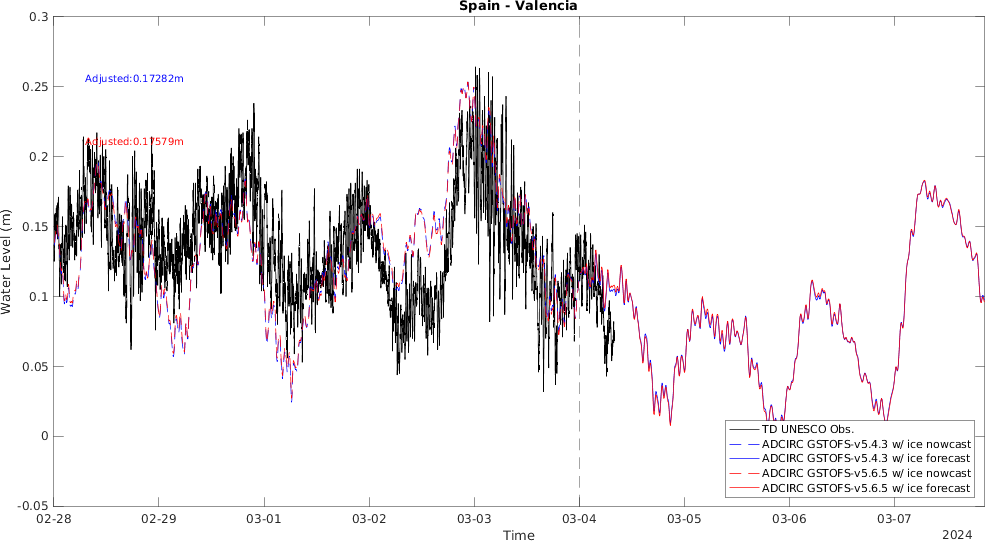 Spain - Valencia
0.3
0.25
0.2
0.15
0.1
0.05
0
-0.05
Water Level (m)
Adjusted:0.17282m
Adjusted:0.17579m
TD UNESCO Obs.
ADCIRC GSTOFS-v5.4.3 w/ ice nowcast
ADCIRC GSTOFS-v5.4.3 w/ ice forecast
ADCIRC GSTOFS-v5.6.5 w/ ice nowcast
ADCIRC GSTOFS-v5.6.5 w/ ice forecast
02-28 02-29 03-01 03-02 03-03 03-04 03-05 03-06 03-07
Time
2024